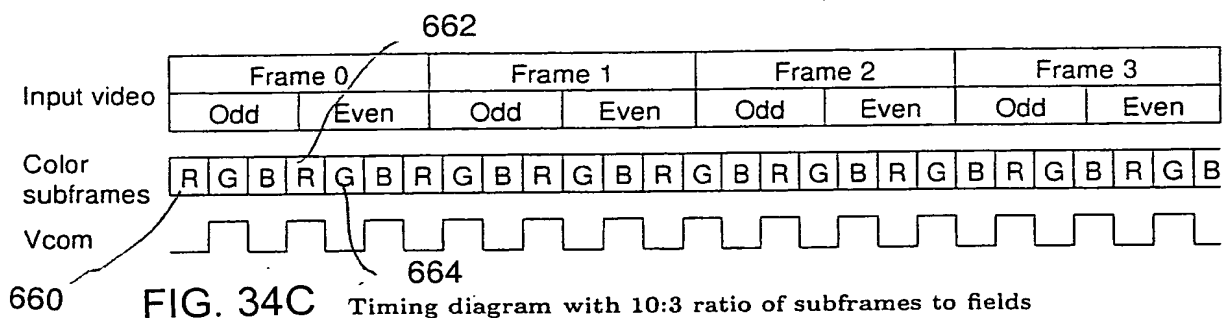 662
Frame 0 Frame 1 Frame 2 Frame 3
Input video
Odd Even Odd Even Odd Even Odd Even
Color
subframes
R G B R G B R G B R G B R G B R G B R G B R G B R G B
Vcom
660
664
FIG. 34C Timing diagram with 10:3 ratio of subframes to fields